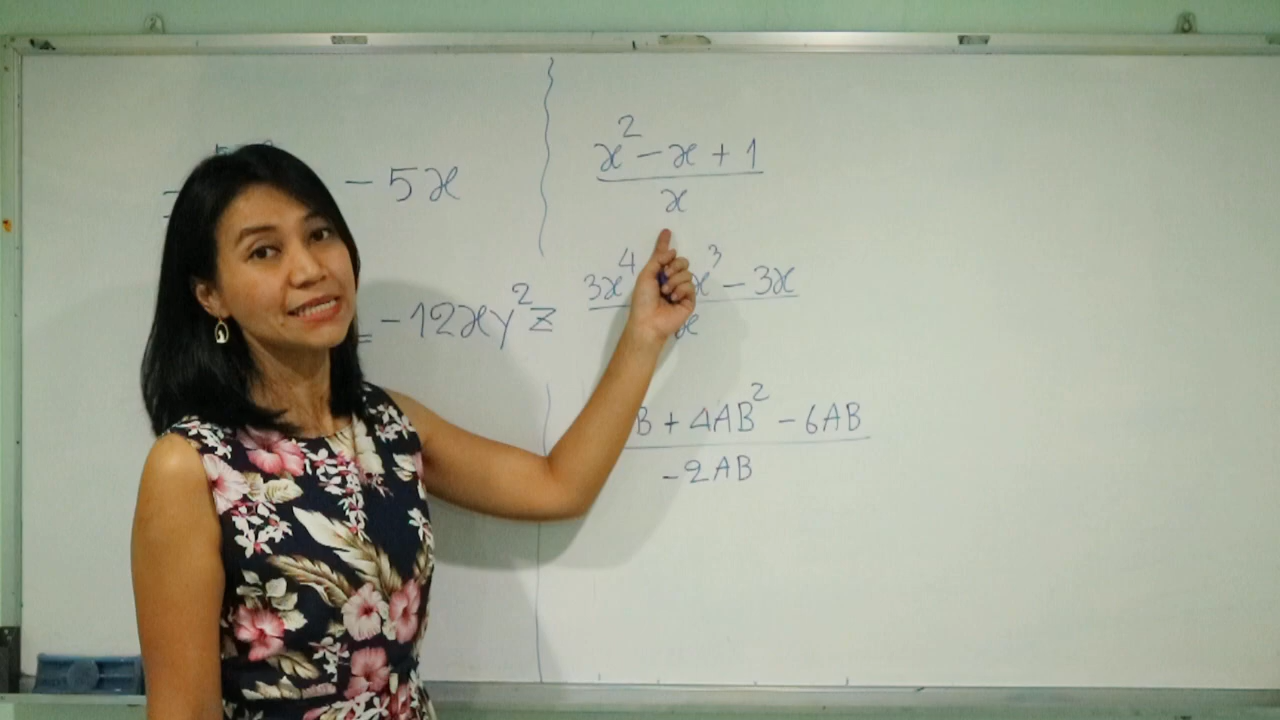 - 5x
= -12xy²z
x² - x + 1
x
3x⁴ x³ - 3x
x
B + 4AB² - 6AB
-2AB